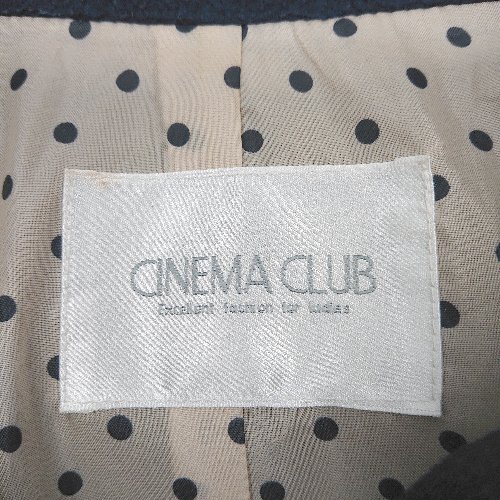 CINEMA CLUB
Excellent fashion for ladies